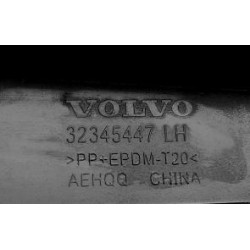 VOLVO
32345447 LH
>PP+EPDM-T20<
AEHQQ - CHINA